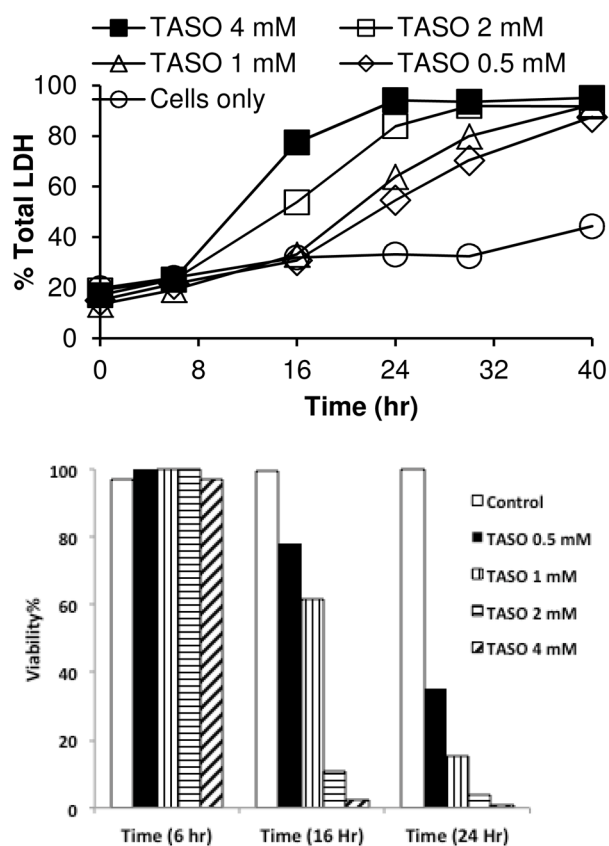 TASO 4 mM TASO 2 mM
TASO 1 mM TASO 0.5 mM
Cells only
% Total LDH
100
80
60
40
20
0
0 8 16 24 32 40
Time (hr)
Viability%
100
80
60
40
20
0
Time (6 hr) Time (16 Hr) Time (24 Hr)
Control
TASO 0.5 mM
TASO 1 mM
TASO 2 mM
TASO 4 mM